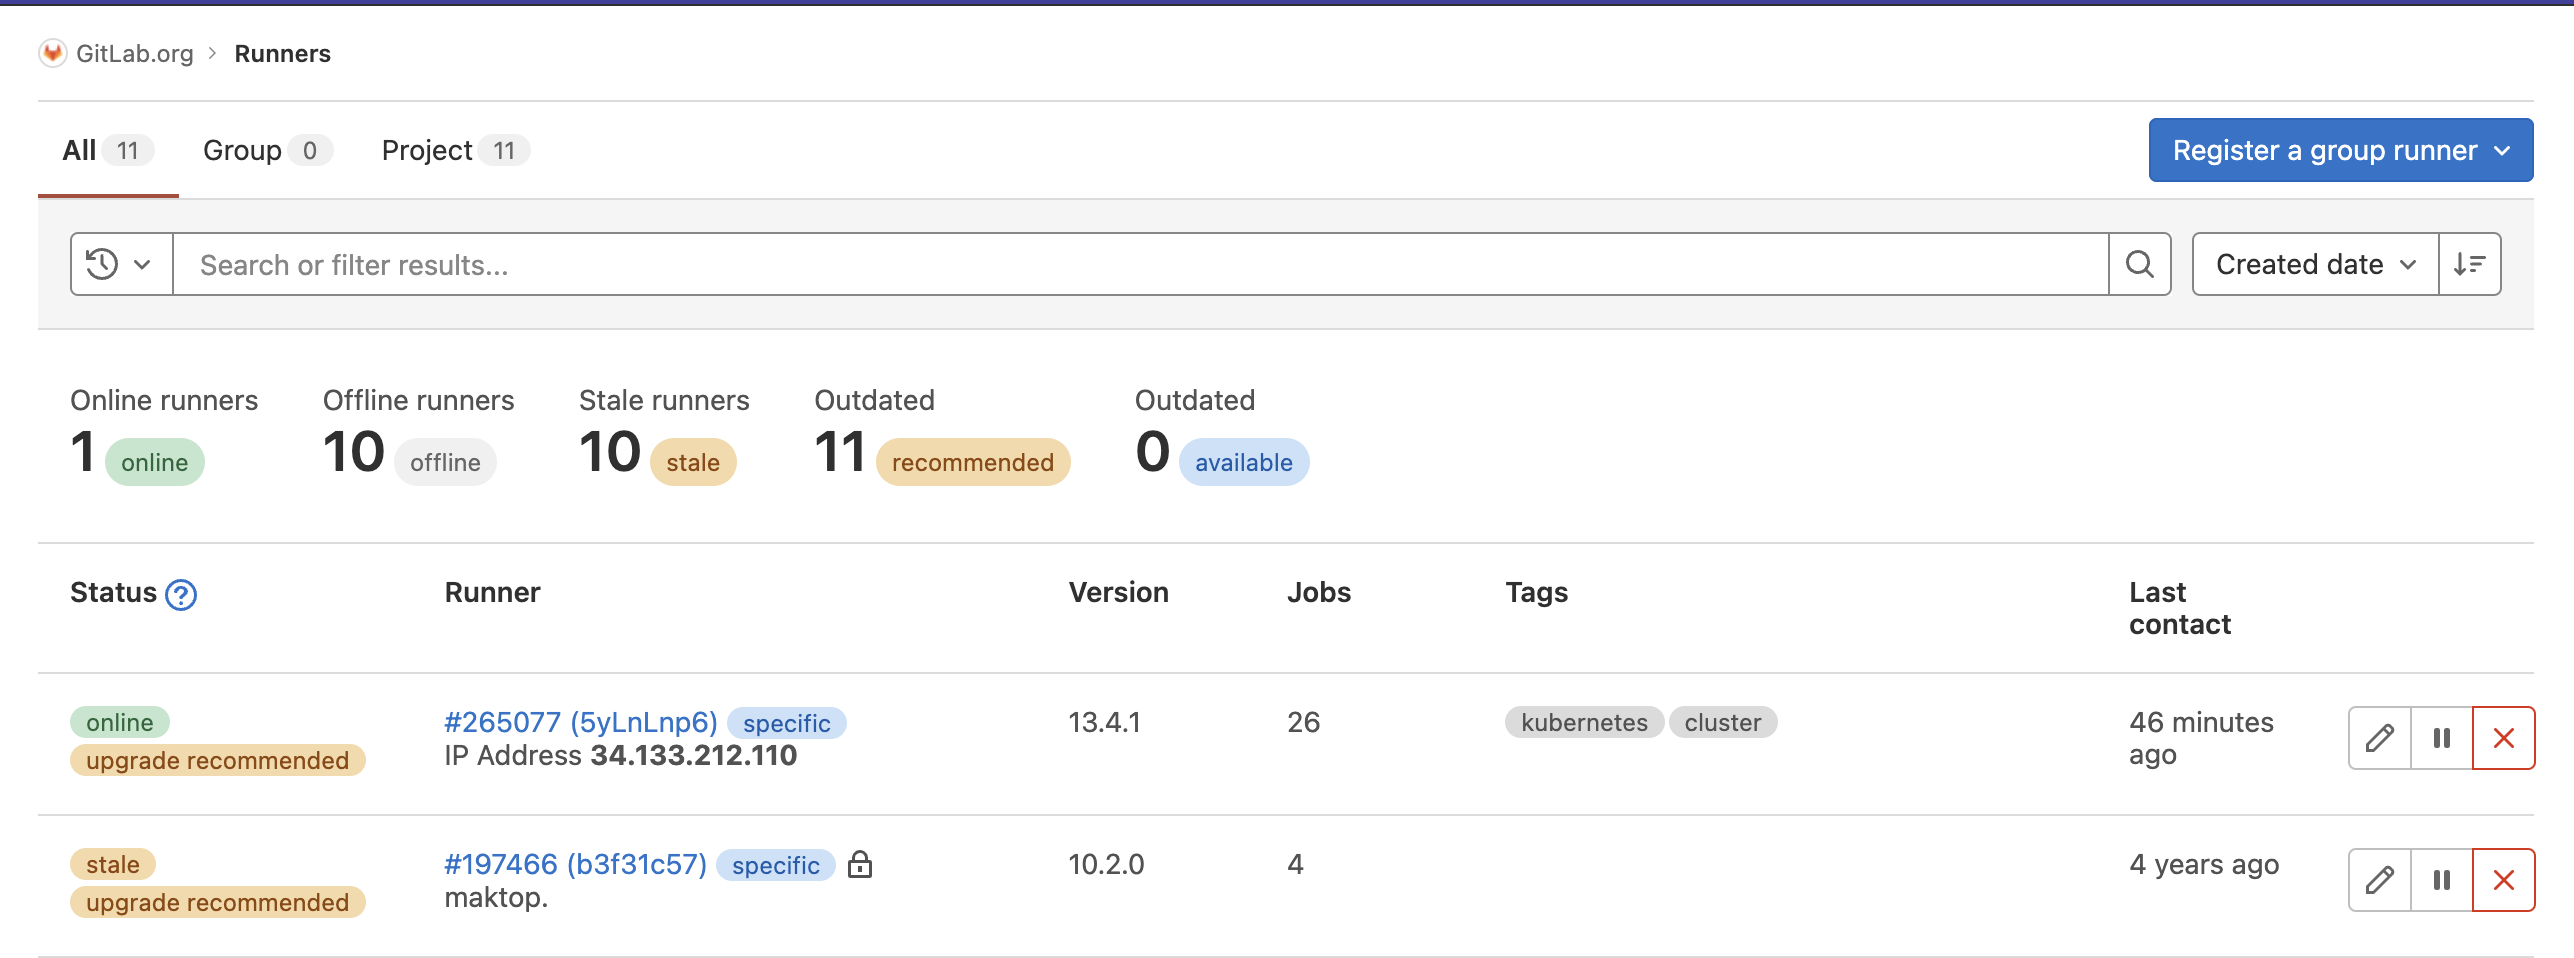 GitLab.org > Runners
All 11 Group 0 Project 11 Register a group runner
Search or filter results... Created date
Online runners Offline runners Stale runners Outdated Outdated
1 online 10 offline 10 stale 11 recommended 0 available
Status ? Runner Version Jobs Tags Last contact
online #265077 (5yLnLnp6) specific 13.4.1 26 kubernetes cluster 46 minutes ago
upgrade recommended IP Address 34.133.212.110
stale #197466 (b3f31c57) specific 10.2.0 4 4 years ago
upgrade recommended maktop.